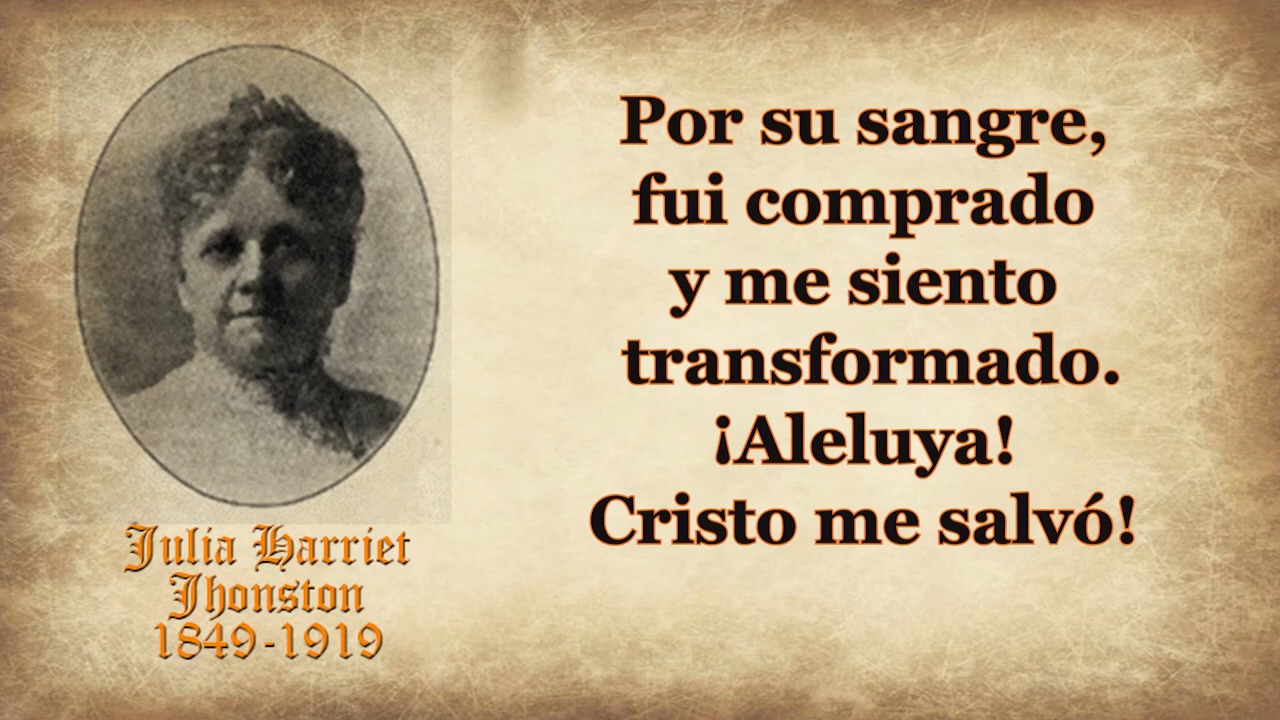 Por su sangre,
fui comprado
y me siento
transformado.
¡Aleluya!
Cristo me salvó!
Julia Harriet
Jhonston
1849-1919